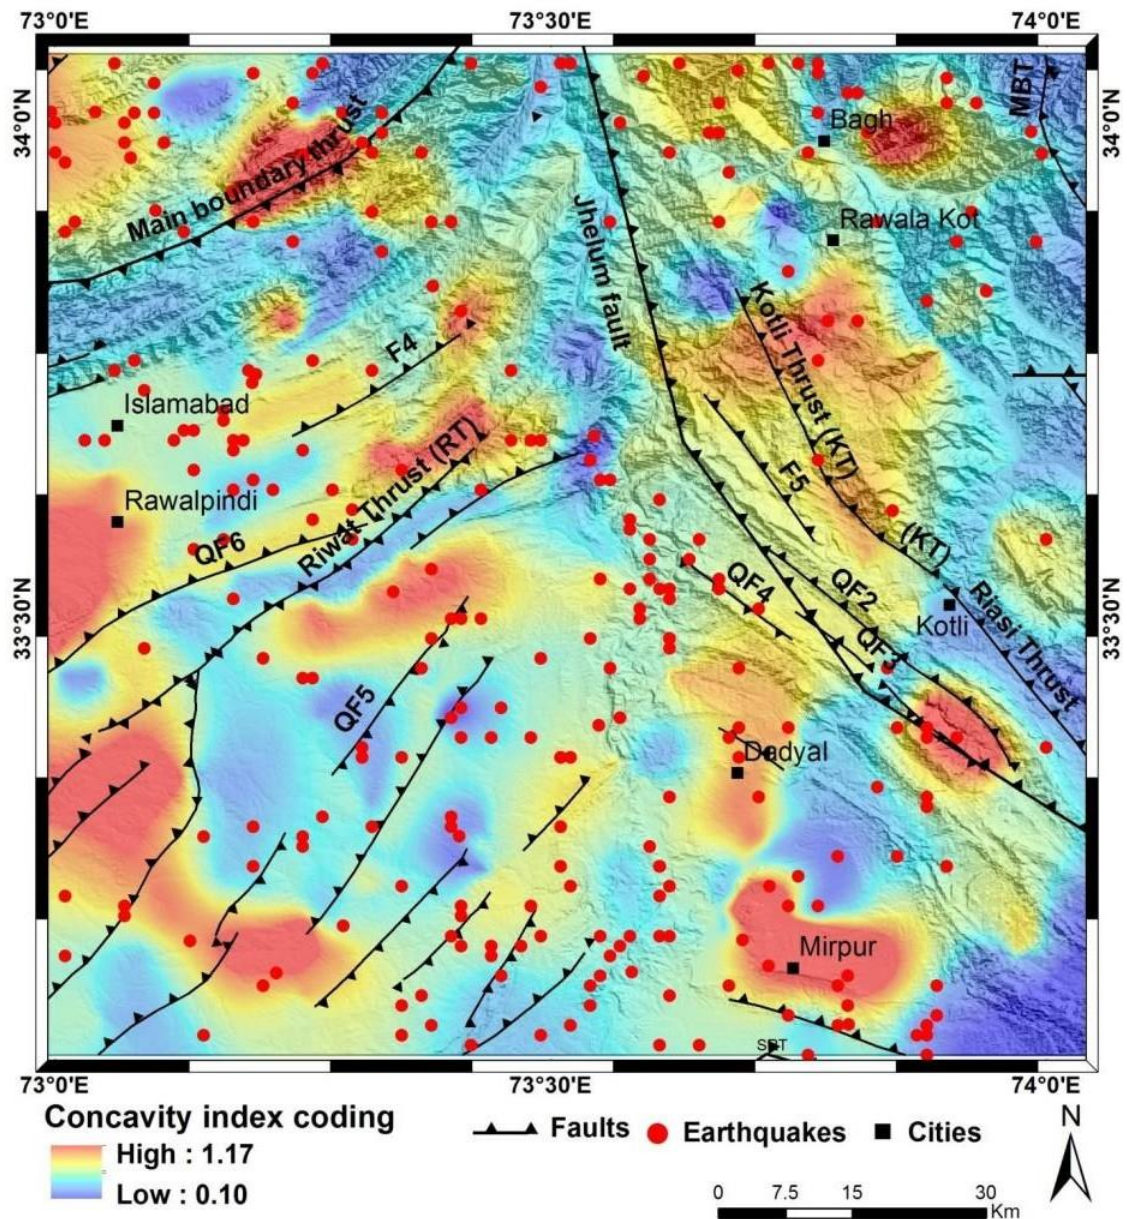 73°0'E 73°30'E 74°0'E
34°0'N
34°0'N
MBT
Bagh
Main boundary thrust
Rawala Kot
Jhelum fault
Kotli Thrust (KT)
F4
Islamabad
Riwat Thrust (RT)
F5
Rawalpindi
QF6
(KT)
QF4
QF2
Riasi Thrust
Kotli
33°30'N
33°30'N
QF3
QF5
Dadyal
Mirpur
SBT
73°0'E 73°30'E 74°0'E
Concavity index coding
High : 1.17
Low : 0.10
Faults Earthquakes Cities
N
0 7.5 15 30
Km